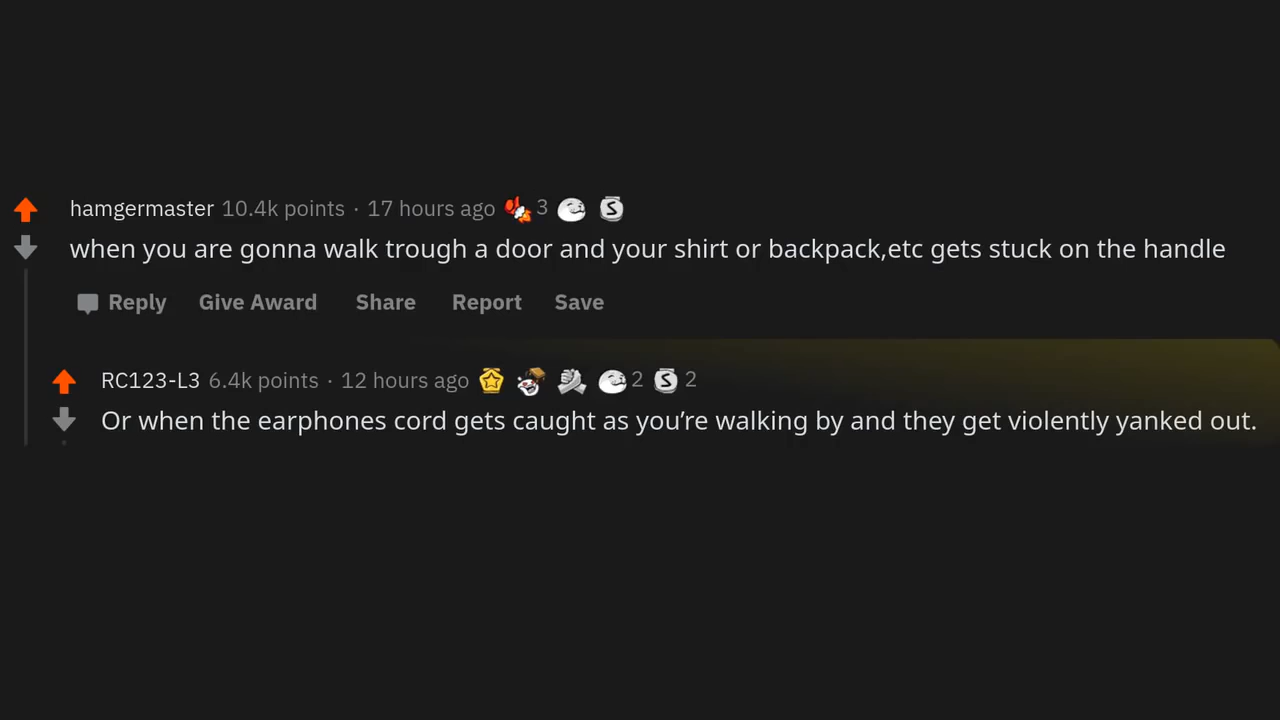 hamgermaster 10.4k points · 17 hours ago 3 S
when you are gonna walk trough a door and your shirt or backpack,etc gets stuck on the handle
Reply Give Award Share Report Save
RC123-L3 6.4k points · 12 hours ago 2 S 2
Or when the earphones cord gets caught as you’re walking by and they get violently yanked out.